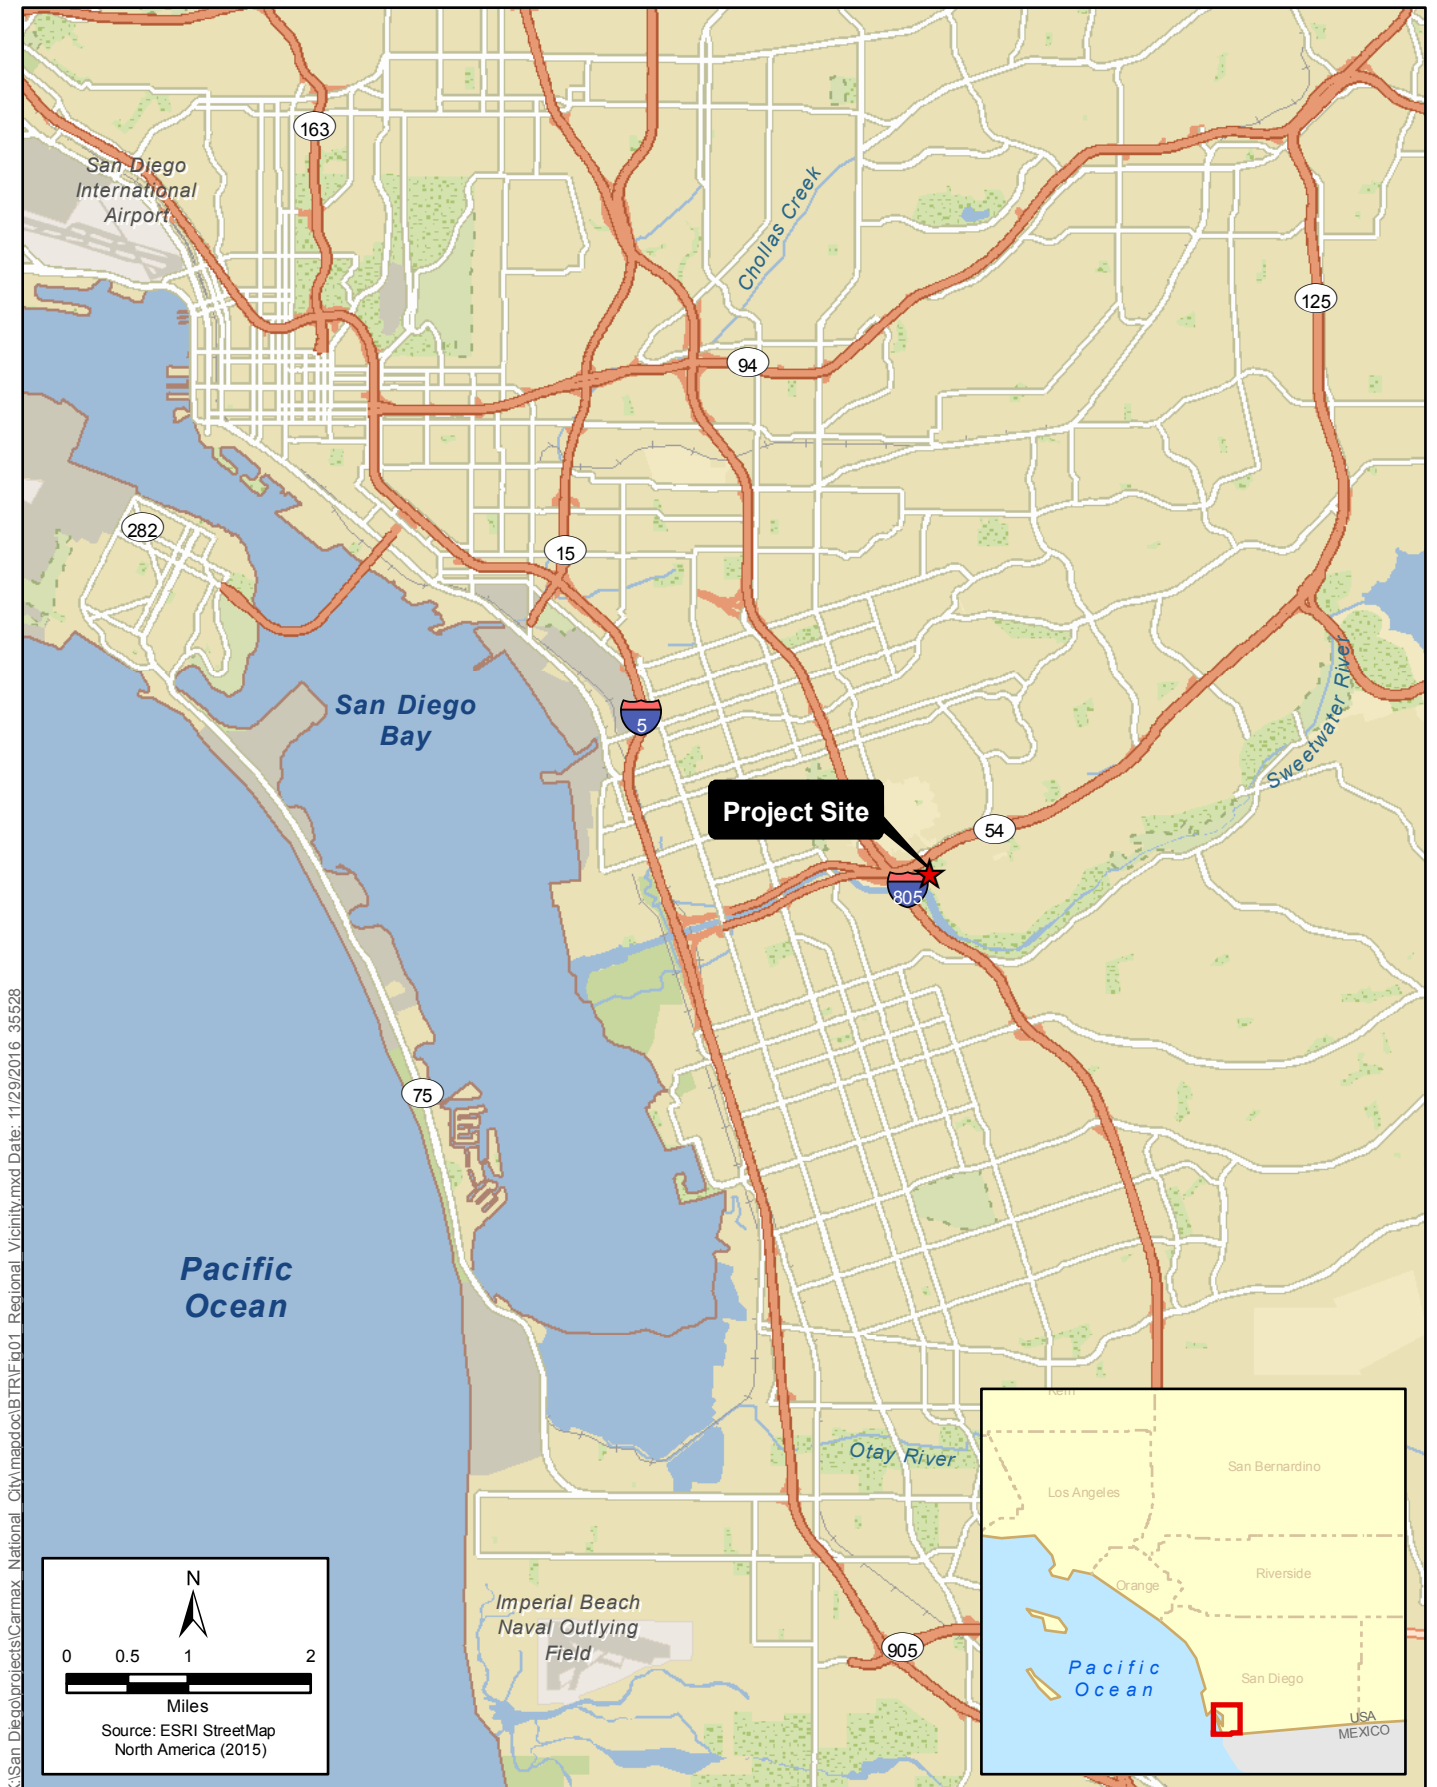 163
San Diego
International
Airport
Chollas Creek
125
94
282
15
San Diego
Bay
5
Sweetwater River
Project Site
54
805
75
Pacific
Ocean
Otay River
Imperial Beach
Naval Outlying
Field
905
N
0 0.5 1 2
Miles
Source: ESRI StreetMap
North America (2015)
Kern
San Bernardino
Los Angeles
Riverside
Orange
San Diego
Pacific
Ocean
USA
MEXICO
X:\San Diego\projects\Carmax_National_City\mapdoc\BTR\Fig01_Regional_Vicinity.mxd Date: 11/29/2016 35528